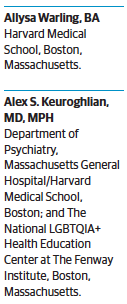 Allysa Warling, BA
Harvard Medical
School, Boston,
Massachusetts.
Alex S. Keuroghlian,
MD, MPH
Department of
Psychiatry,
Massachusetts General
Hospital/Harvard
Medical School,
Boston; and The
National LGBTQIA+
Health Education
Center at The Fenway
Institute, Boston,
Massachusetts.